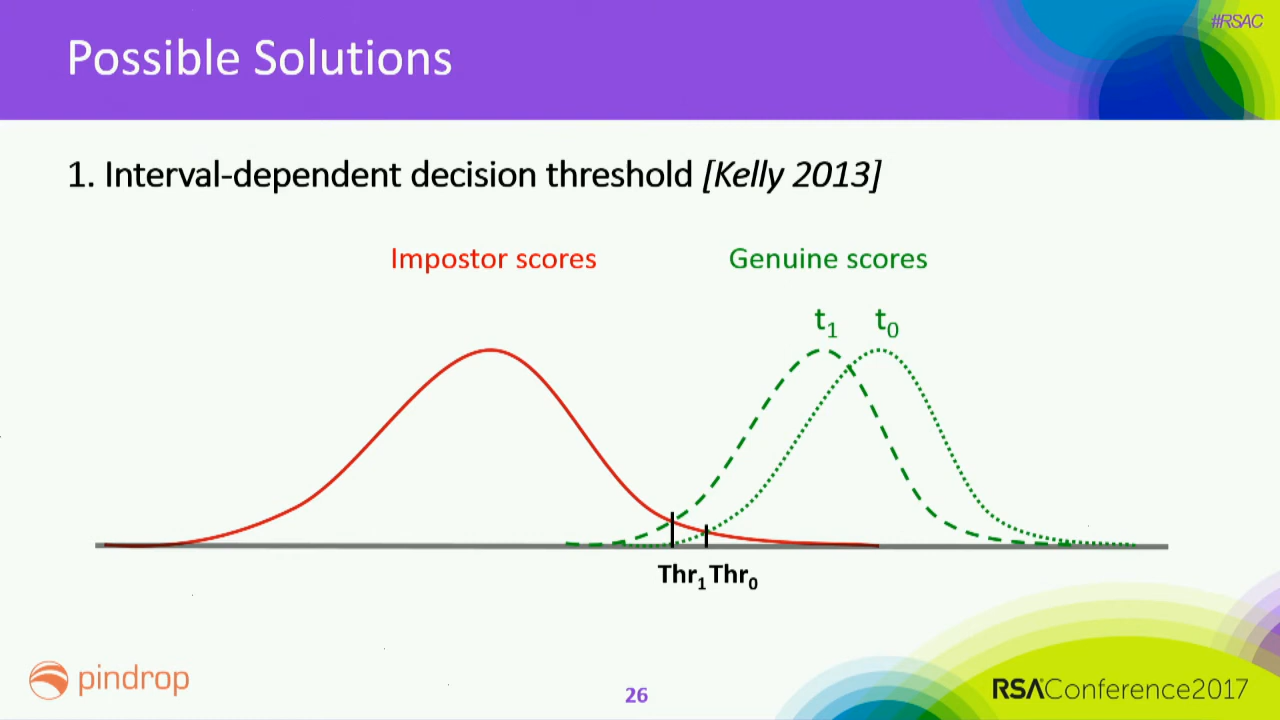 #RSAC
Possible Solutions
1. Interval-dependent decision threshold [Kelly 2013]
Impostor scores
Genuine scores
t₁
t₀
Thr₁
Thr₀
pindrop
26
RSAConference2017